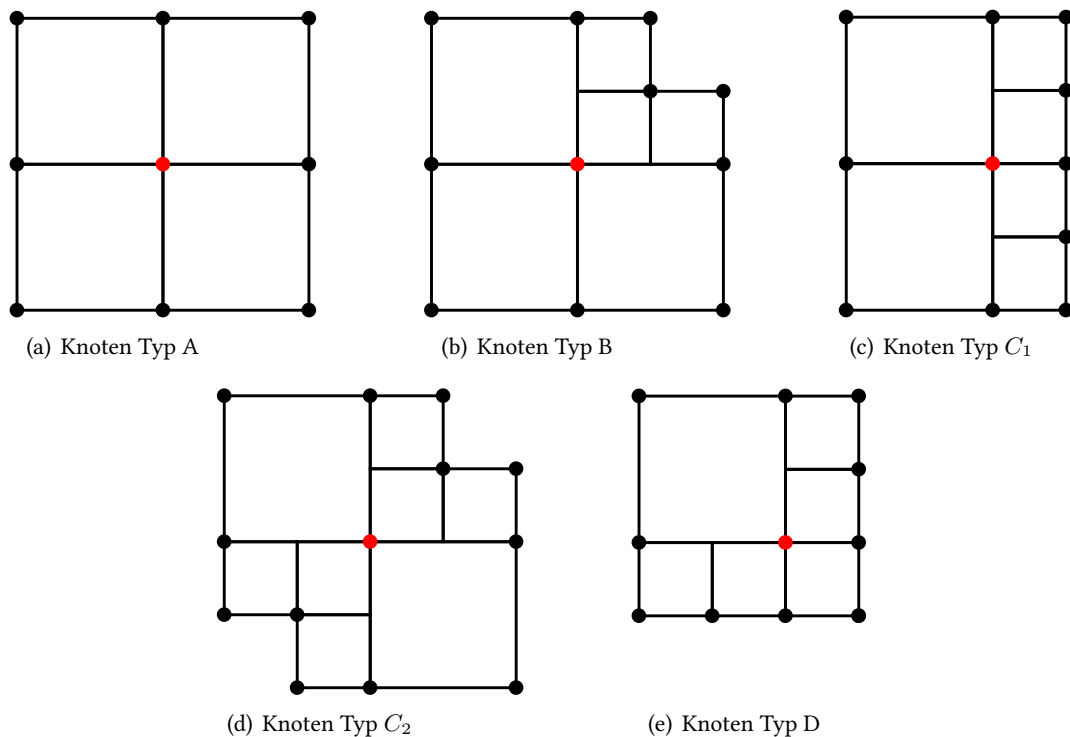 (a) Knoten Typ A
(b) Knoten Typ B
(c) Knoten Typ C₁
(d) Knoten Typ C₂
(e) Knoten Typ D